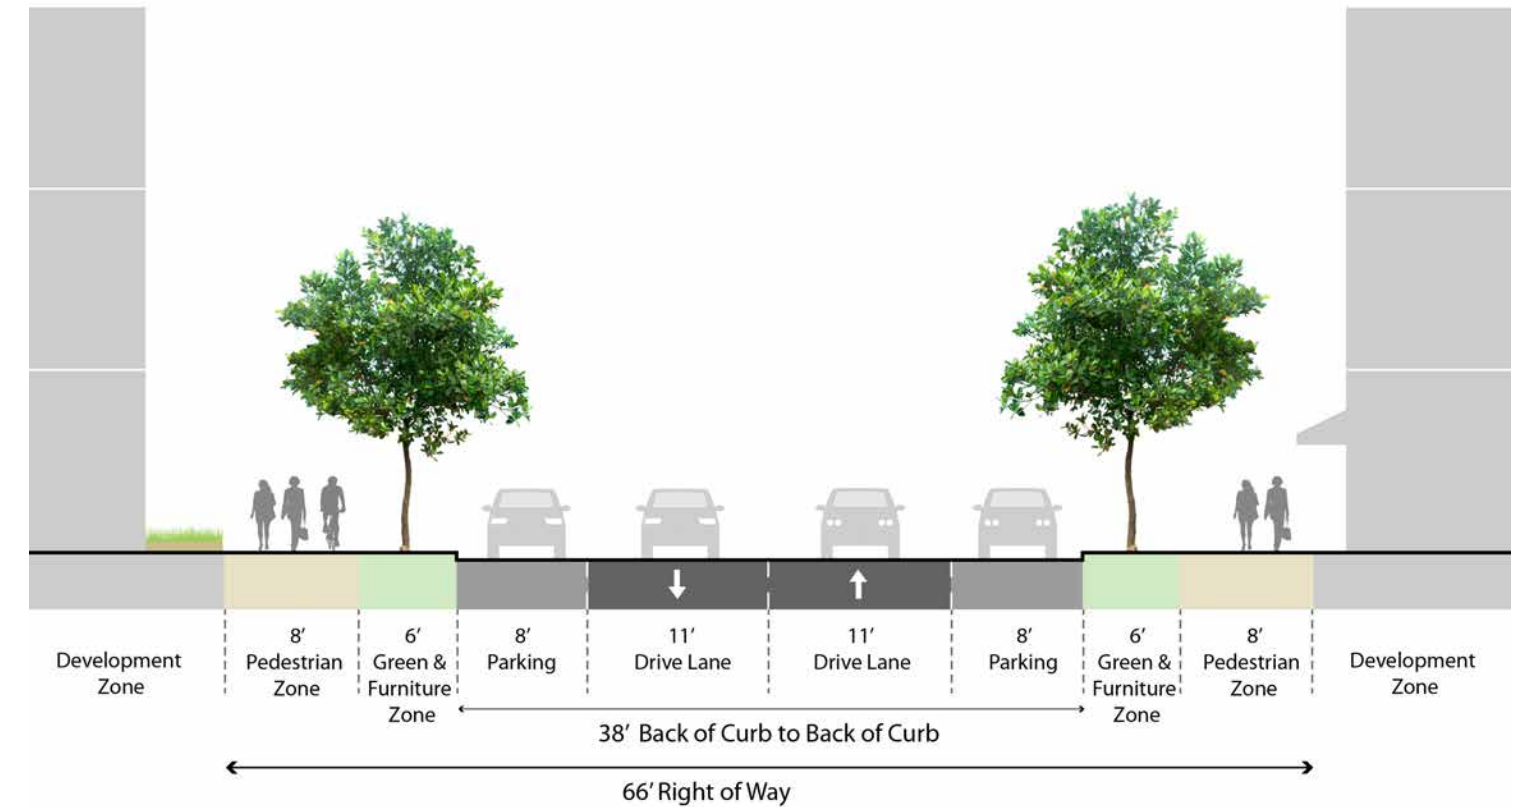 Development
Zone
8’
Pedestrian
Zone
6’
Green &
Furniture
Zone
8’
Parking
11’
Drive Lane
11’
Drive Lane
8’
Parking
6’
Green &
Furniture
Zone
8’
Pedestrian
Zone
Development
Zone
38’ Back of Curb to Back of Curb
66’ Right of Way